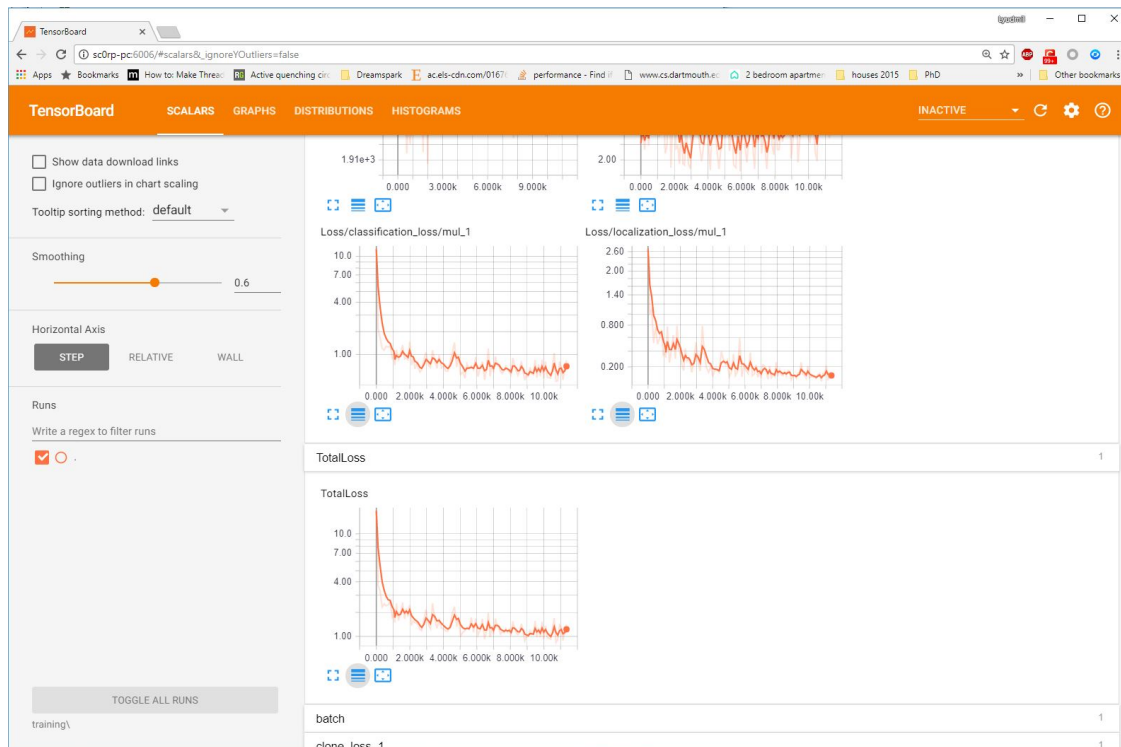 lyudmil
TensorBoard
sc0rp-pc:6006/#scalars&_ignoreYOutliers=false
Apps Bookmarks How to: Make Threac Active quenching circ Dreamspark ac.els-cdn.com/0167 performance - Find if www.cs.dartmouth.ec 2 bedroom apartmen houses 2015 PhD » Other bookmarks
TensorBoard SCALARS GRAPHS DISTRIBUTIONS HISTOGRAMS INACTIVE
Show data download links
Ignore outliers in chart scaling
Tooltip sorting method: default
Smoothing
0.6
Horizontal Axis
STEP RELATIVE WALL
Runs
Write a regex to filter runs
.
TOGGLE ALL RUNS
training\
1.91e+3
0.000 3.000k 6.000k 9.000k
2.00
0.000 2.000k 4.000k 6.000k 8.000k 10.00k
Loss/classification_loss/mul_1
10.0
7.00
4.00
1.00
0.000 2.000k 4.000k 6.000k 8.000k 10.00k
Loss/localization_loss/mul_1
2.60
2.00
1.40
0.800
0.200
0.000 2.000k 4.000k 6.000k 8.000k 10.00k
TotalLoss 1
TotalLoss
10.0
7.00
4.00
1.00
0.000 2.000k 4.000k 6.000k 8.000k 10.00k
batch 1
clone_loss_1 1